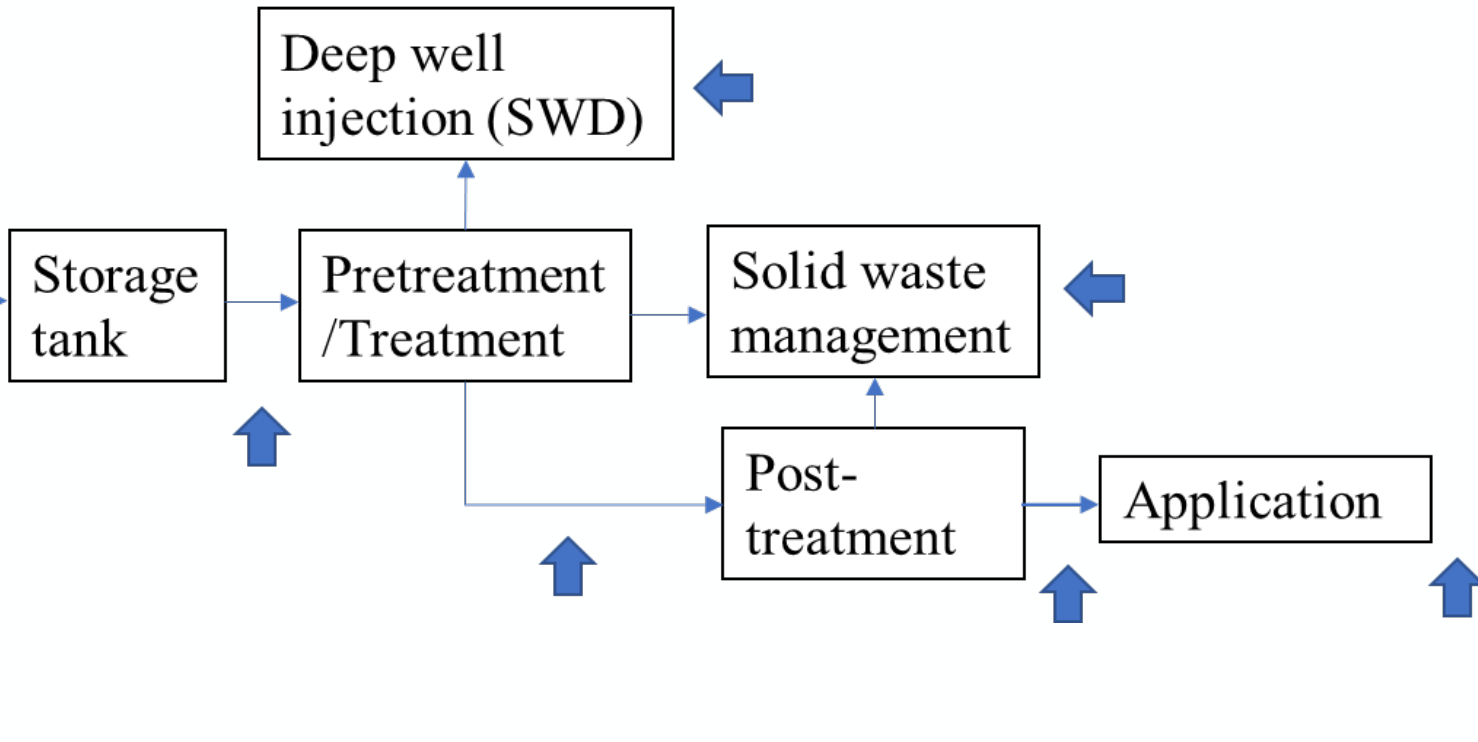 Deep well
injection (SWD)
Storage
tank
Pretreatment
/Treatment
Solid waste
management
Post-
treatment
Application